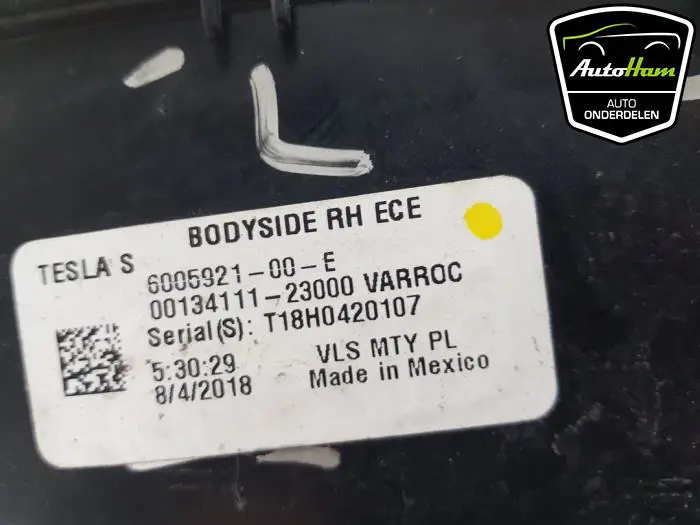 AutoHam
AUTO
ONDERDELEN
BODYSIDE RH ECE
TESLA S
6005921-00-E
00134111-23000 VARROC
Serial(S): T18H0420107
5:30:29
VLS MTY PL
8/4/2018
Made in Mexico